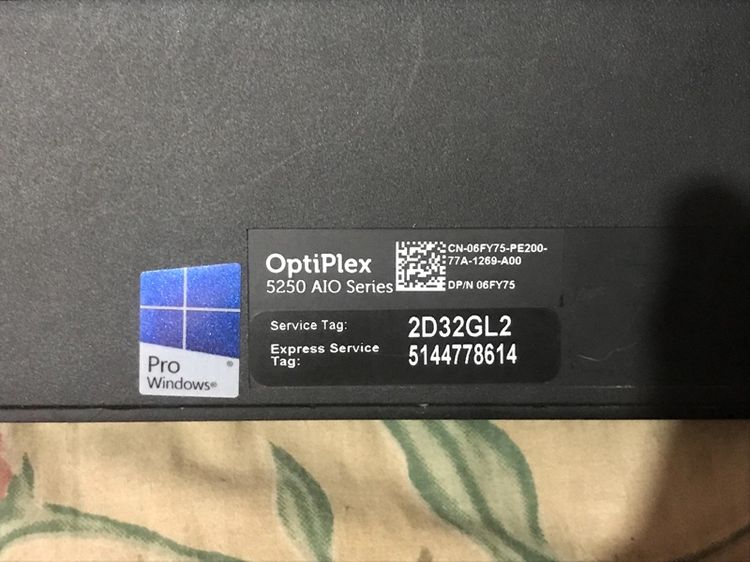 OptiPlex
5250 AIO Series
CN-06FY75-PE200-
77A-1269-A00
DP/N 06FY75
Service Tag: 2D32GL2
Express Service
Tag: 5144778614
Pro
Windows®